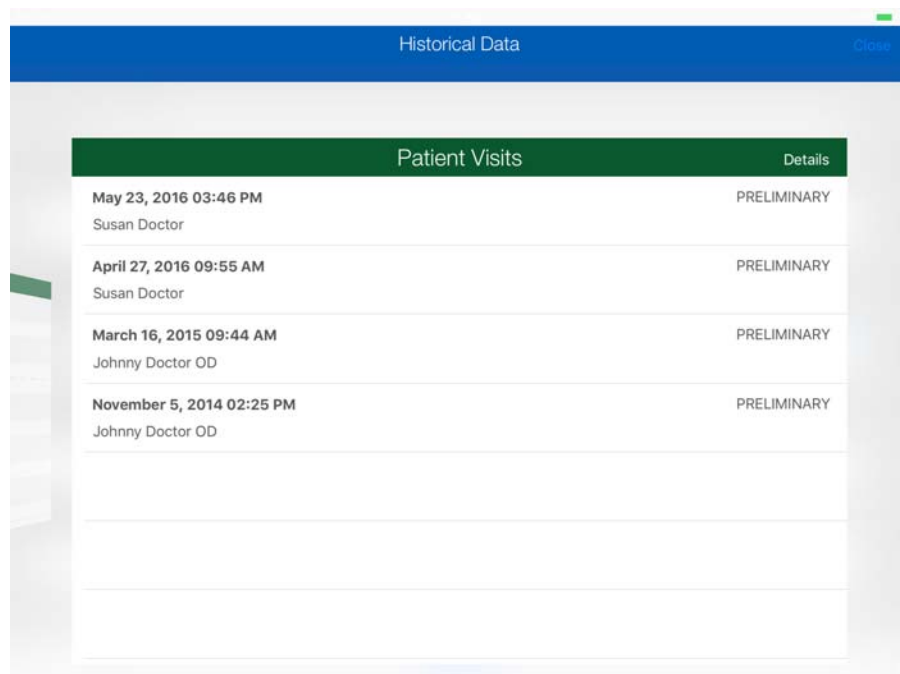 Historical Data
Close
Patient Visits
Details
May 23, 2016 03:46 PM
PRELIMINARY
Susan Doctor
April 27, 2016 09:55 AM
PRELIMINARY
Susan Doctor
March 16, 2015 09:44 AM
PRELIMINARY
Johnny Doctor OD
November 5, 2014 02:25 PM
PRELIMINARY
Johnny Doctor OD